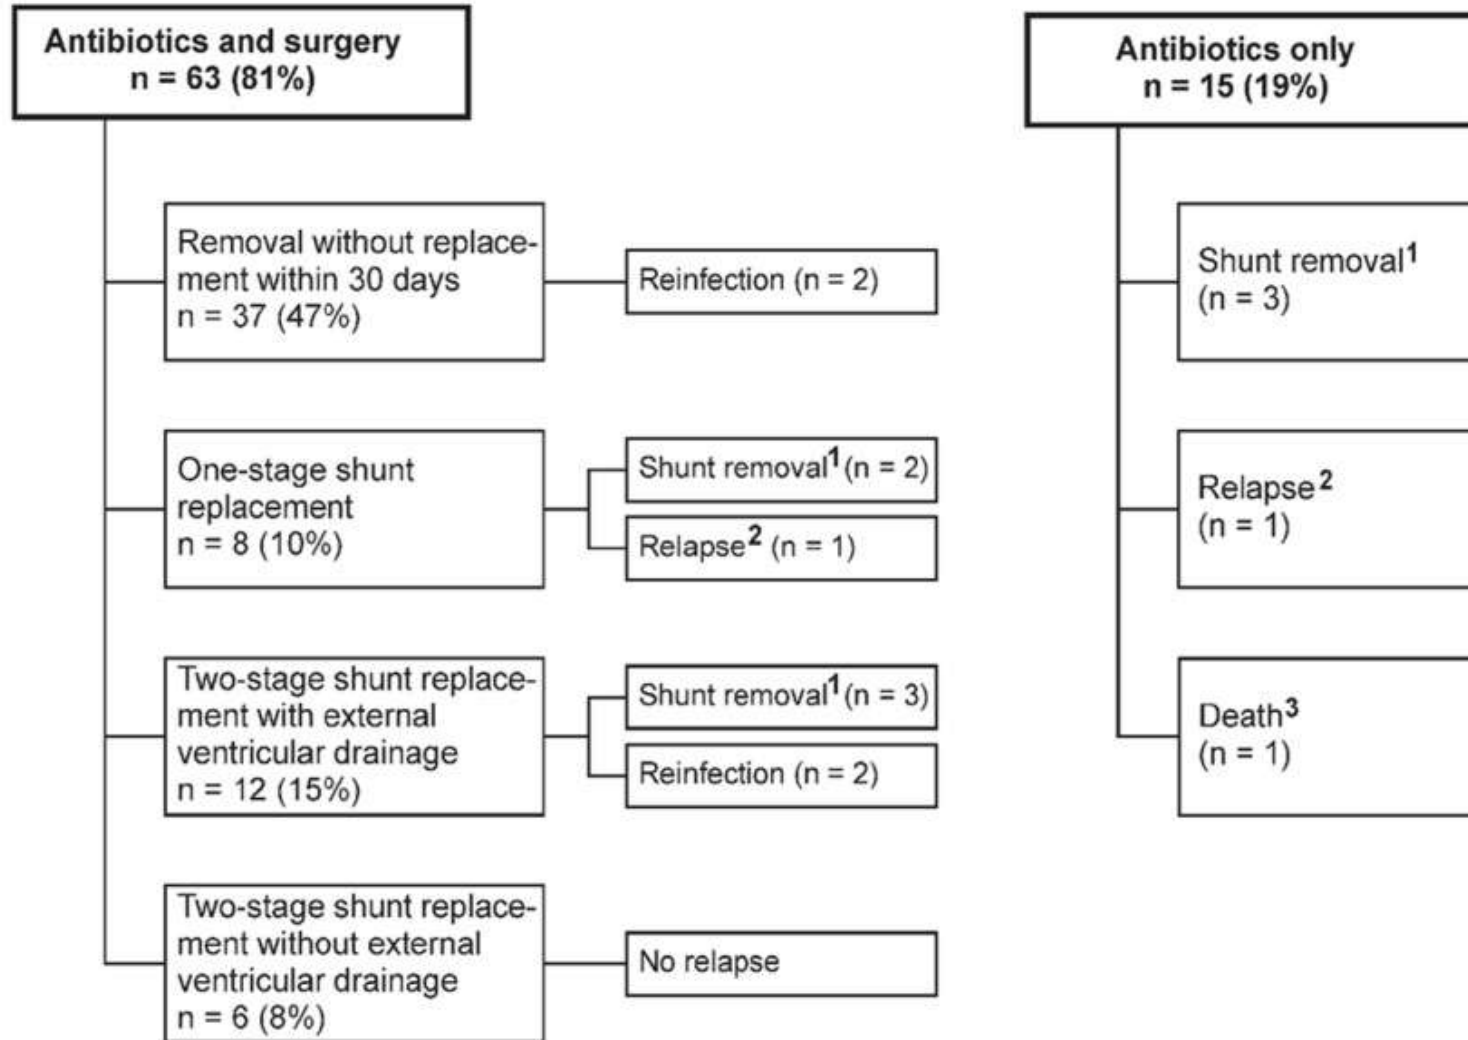 Antibiotics and surgery
n = 63 (81%)
Removal without replace-
ment within 30 days
n = 37 (47%)
Reinfection (n = 2)
One-stage shunt
replacement
n = 8 (10%)
Shunt removal¹ (n = 2)
Relapse² (n = 1)
Two-stage shunt replace-
ment with external
ventricular drainage
n = 12 (15%)
Shunt removal¹ (n = 3)
Reinfection (n = 2)
Two-stage shunt replace-
ment without external
ventricular drainage
n = 6 (8%)
No relapse
Antibiotics only
n = 15 (19%)
Shunt removal¹
(n = 3)
Relapse²
(n = 1)
Death³
(n = 1)